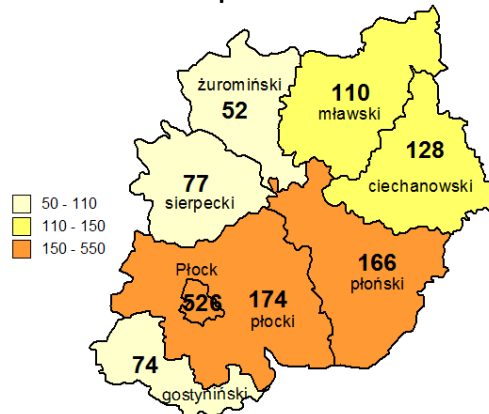 żuromiński
52
110
mławski
128
ciechanowski
77
sierpecki
50 - 110
110 - 150
150 - 550
166
płoński
Płock
526
174
płocki
74
gostyniński